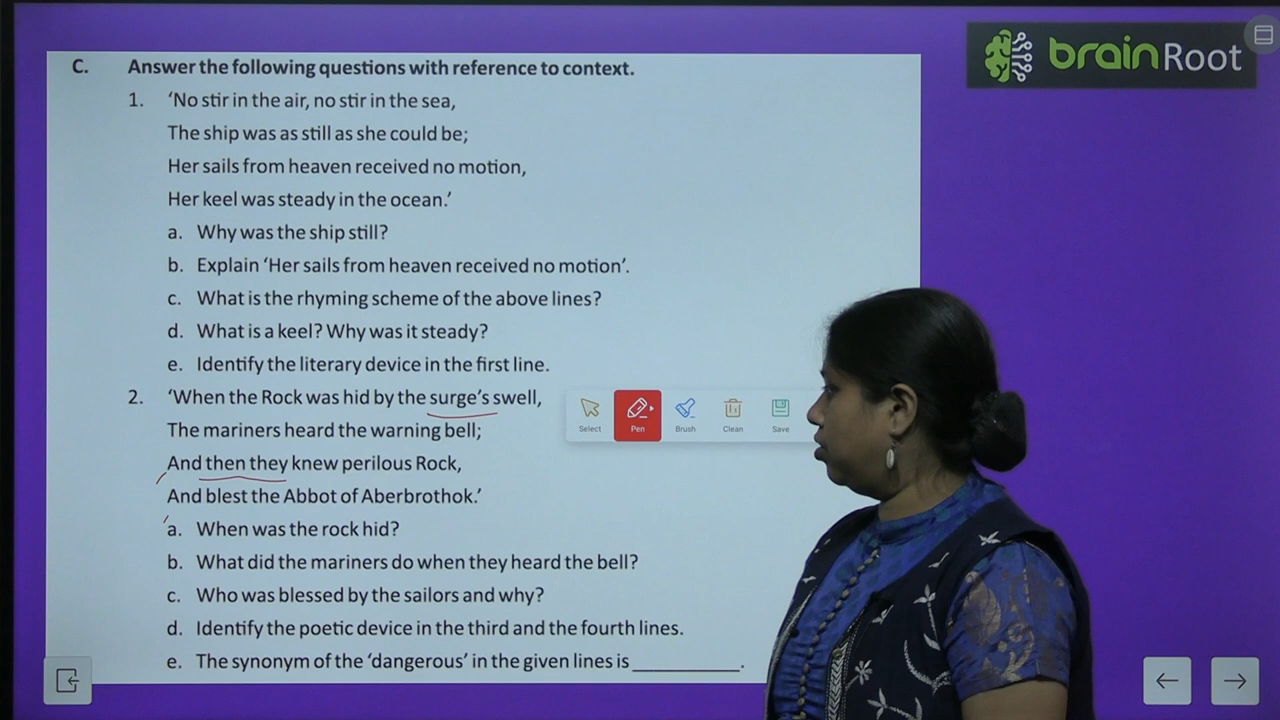 brainRoot
C. Answer the following questions with reference to context.
1. ‘No stir in the air, no stir in the sea,
The ship was as still as she could be;
Her sails from heaven received no motion,
Her keel was steady in the ocean.’
a. Why was the ship still?
b. Explain ‘Her sails from heaven received no motion’.
c. What is the rhyming scheme of the above lines?
d. What is a keel? Why was it steady?
e. Identify the literary device in the first line.
2. ‘When the Rock was hid by the surge’s swell,
The mariners heard the warning bell;
And then they knew perilous Rock,
And blest the Abbot of Aberbrothok.’
a. When was the rock hid?
b. What did the mariners do when they heard the bell?
c. Who was blessed by the sailors and why?
d. Identify the poetic device in the third and the fourth lines.
e. The synonym of the ‘dangerous’ in the given lines is __________.
Select Pen Brush Clean Save